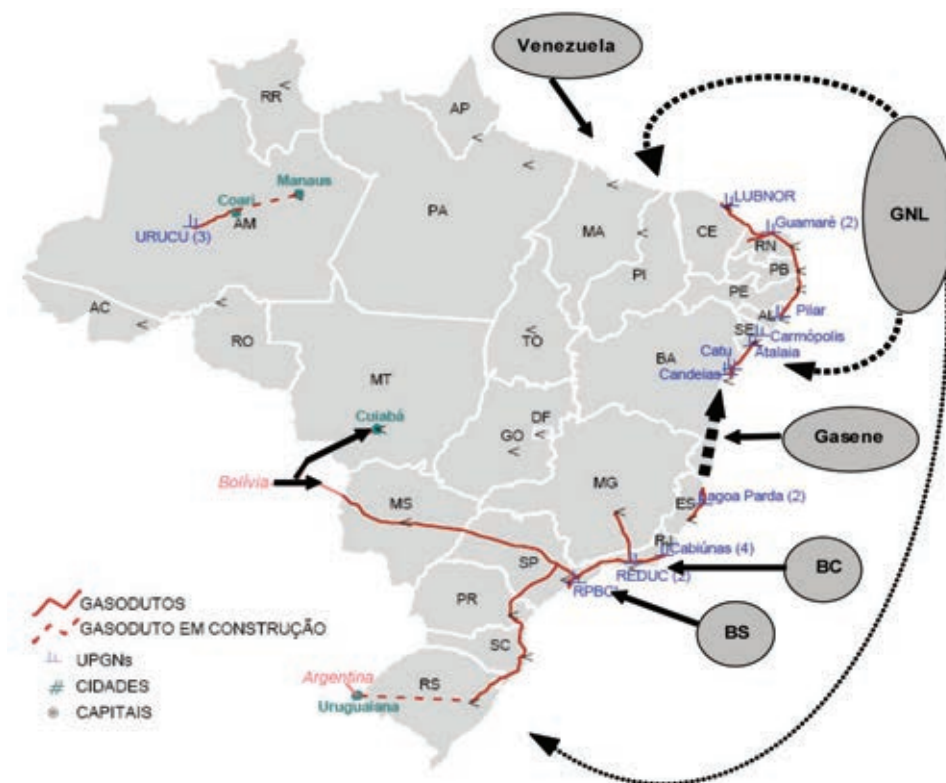 Venezuela
RR
AP
GNL
Manaus
Coari
AM
URUCU (3)
PA
MA
CE
LUBNOR
Guamaré (2)
RN
PB
PI
PE
AL
Pilar
AC
RO
TO
SE
Carmópolis
Atalaia
BA
Catu
Candeias
MT
Cuiabá
DF
GO
Gasene
Bolívia
MS
MG
ES
Lagoa Parda (2)
RJ
Cabiúnas (4)
SP
REDUC (2)
RPBC
BC
BS
PR
SC
GASODUTOS
GASODUTO EM CONSTRUÇÃO
UPGNs
CIDADES
CAPITAIS
Argentina
RS
Uruguaiana